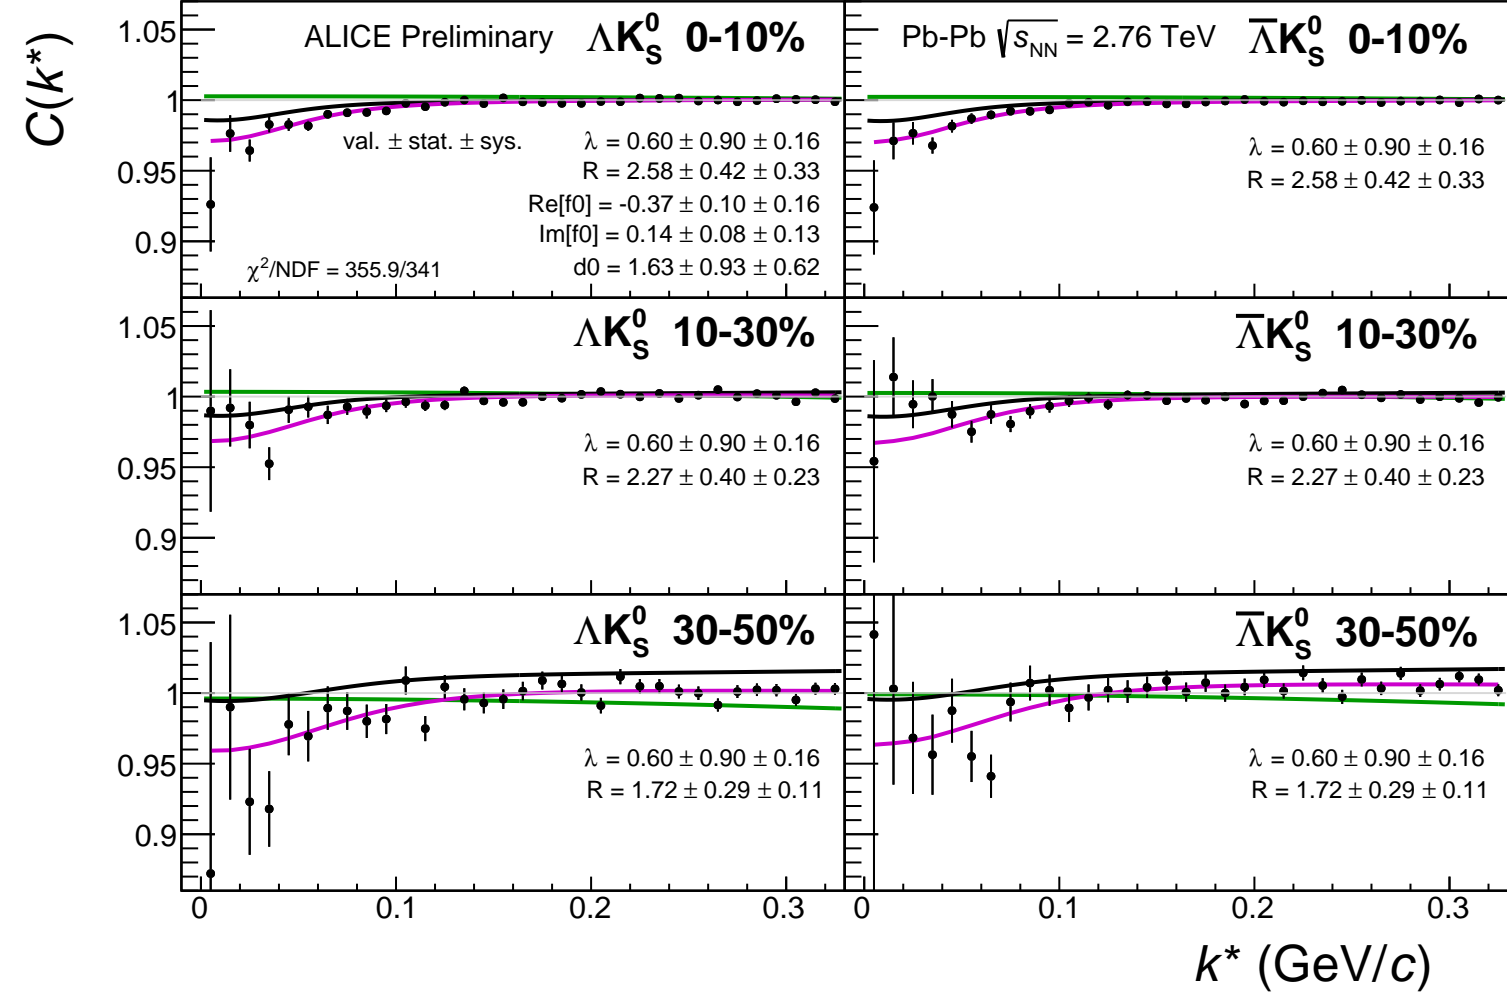 C(k*)
ALICE Preliminary ΛK⁰S 0-10%
val. ± stat. ± sys.
λ = 0.60 ± 0.90 ± 0.16
R = 2.58 ± 0.42 ± 0.33
Re[f0] = -0.37 ± 0.10 ± 0.16
Im[f0] = 0.14 ± 0.08 ± 0.13
d0 = 1.63 ± 0.93 ± 0.62
χ²/NDF = 355.9/341
1.05
1
0.95
0.9
Pb-Pb √sNN = 2.76 TeV Λ̅K⁰S 0-10%
λ = 0.60 ± 0.90 ± 0.16
R = 2.58 ± 0.42 ± 0.33
ΛK⁰S 10-30%
λ = 0.60 ± 0.90 ± 0.16
R = 2.27 ± 0.40 ± 0.23
1.05
1
0.95
0.9
Λ̅K⁰S 10-30%
λ = 0.60 ± 0.90 ± 0.16
R = 2.27 ± 0.40 ± 0.23
ΛK⁰S 30-50%
λ = 0.60 ± 0.90 ± 0.16
R = 1.72 ± 0.29 ± 0.11
1.05
1
0.95
0.9
Λ̅K⁰S 30-50%
λ = 0.60 ± 0.90 ± 0.16
R = 1.72 ± 0.29 ± 0.11
0 0.1 0.2 0.3 0 0.1 0.2 0.3
k* (GeV/c)